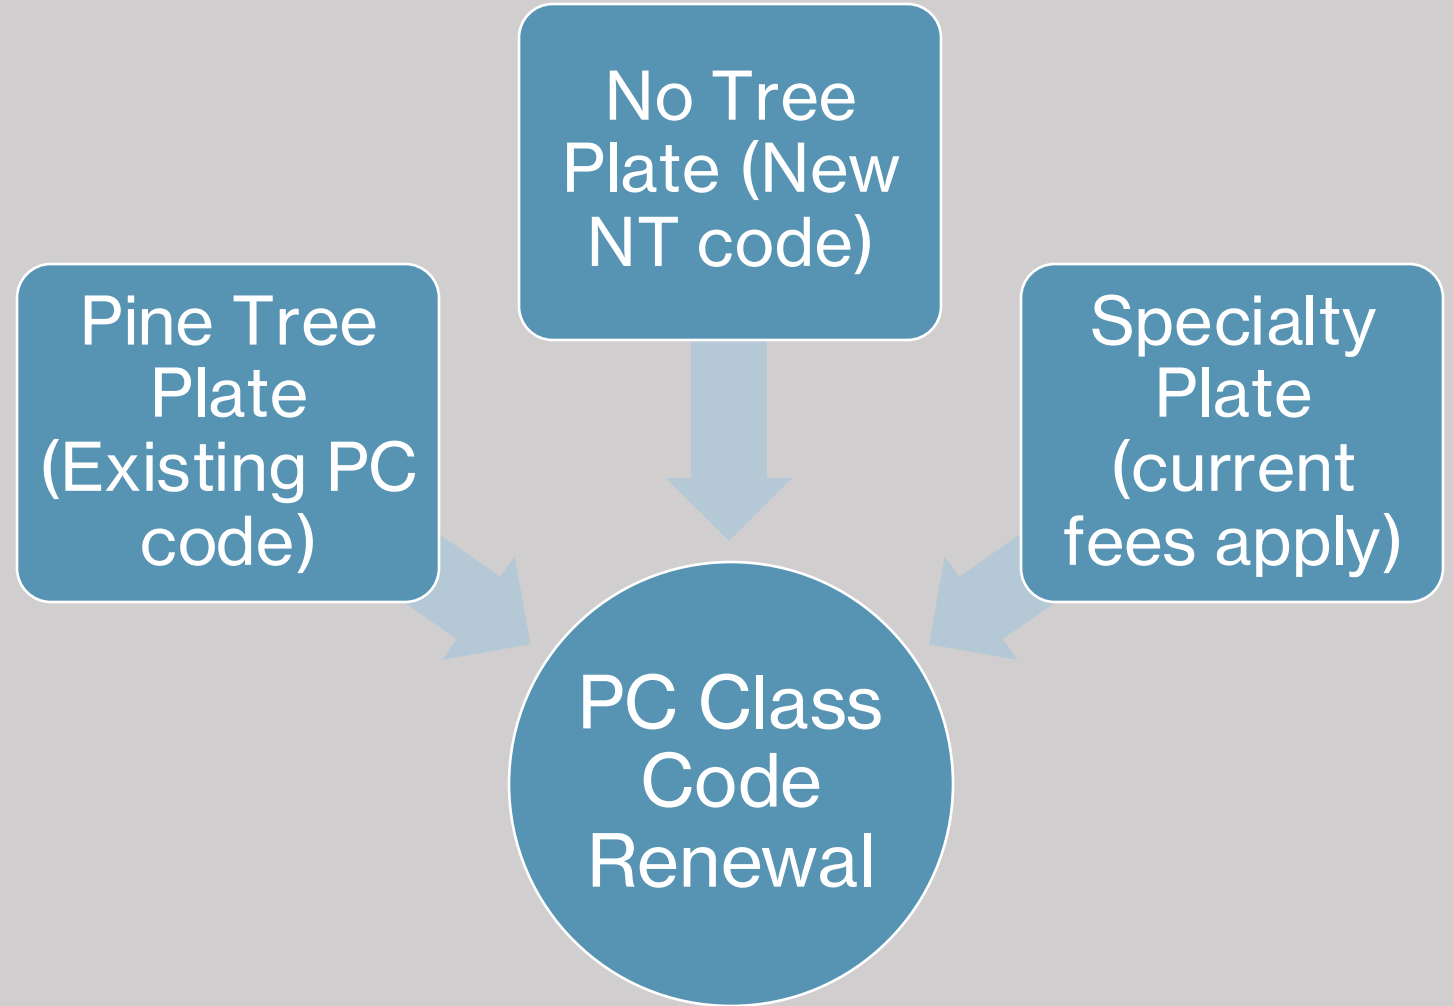 No Tree
Plate (New
NT code)
Pine Tree
Plate
(Existing PC
code)
Specialty
Plate
(current
fees apply)
PC Class
Code
Renewal